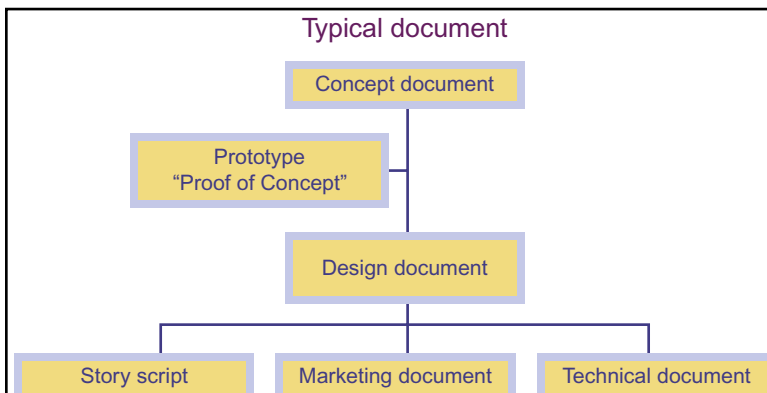 Typical document
Concept document
Prototype
“Proof of Concept”
Design document
Story script
Marketing document
Technical document